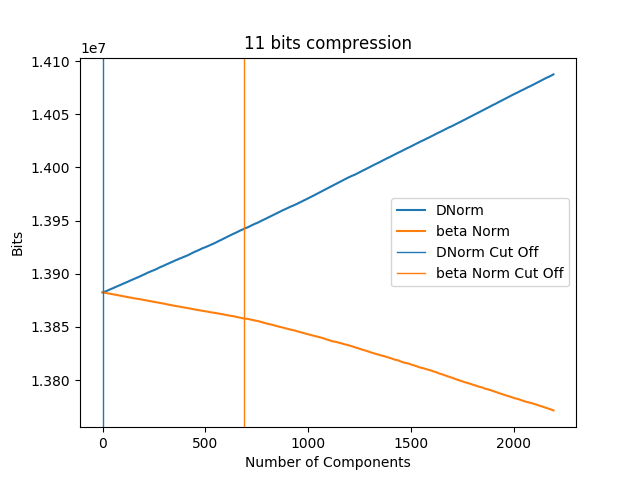 11 bits compression
1e7
1.410
1.405
1.400
1.395
1.390
1.385
1.380
Bits
0
500
1000
1500
2000
Number of Components
DNorm
beta Norm
DNorm Cut Off
beta Norm Cut Off